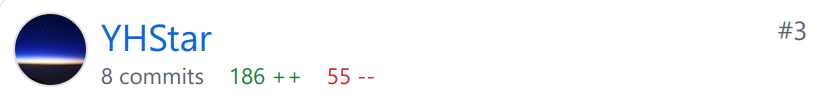 YHStar #3
8 commits 186 ++ 55 --